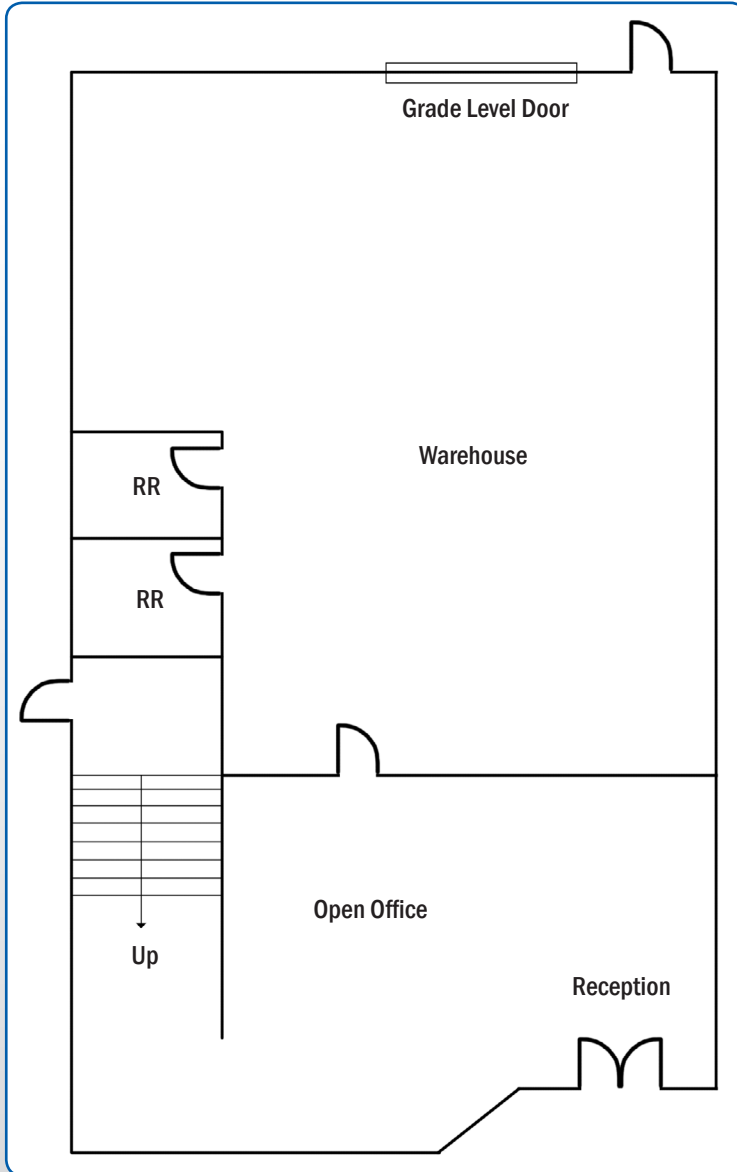 Grade Level Door
Warehouse
RR
RR
Open Office
Up
Reception